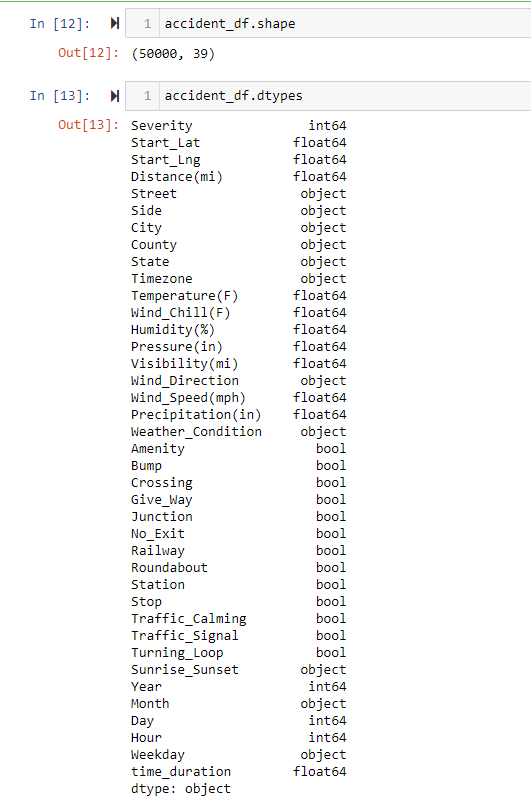 In [12]: 1 accident_df.shape
Out[12]: (50000, 39)
In [13]: 1 accident_df.dtypes
Out[13]: Severity int64
Start_Lat float64
Start_Lng float64
Distance(mi) float64
Street object
Side object
City object
County object
State object
Timezone object
Temperature(F) float64
Wind_Chill(F) float64
Humidity(%) float64
Pressure(in) float64
Visibility(mi) float64
Wind_Direction object
Wind_Speed(mph) float64
Precipitation(in) float64
Weather_Condition object
Amenity bool
Bump bool
Crossing bool
Give_Way bool
Junction bool
No_Exit bool
Railway bool
Roundabout bool
Station bool
Stop bool
Traffic_Calming bool
Traffic_Signal bool
Turning_Loop bool
Sunrise_Sunset object
Year int64
Month object
Day int64
Hour int64
Weekday object
time_duration float64
dtype: object